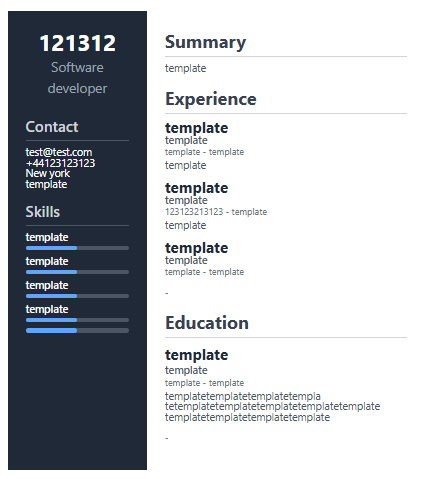 121312
Software
developer
Contact
test@test.com
+44123123123
New york
template
Skills
template
template
template
template
Summary
template
Experience
template
template
template - template
template
template
template
123123213123 - template
template
template
template
template - template
-
Education
template
template
template - template
templatetemplatetemplatetempla
tetemplatetemplatetemplatetemplatetemplate
templatetemplatetemplatetemplate
-